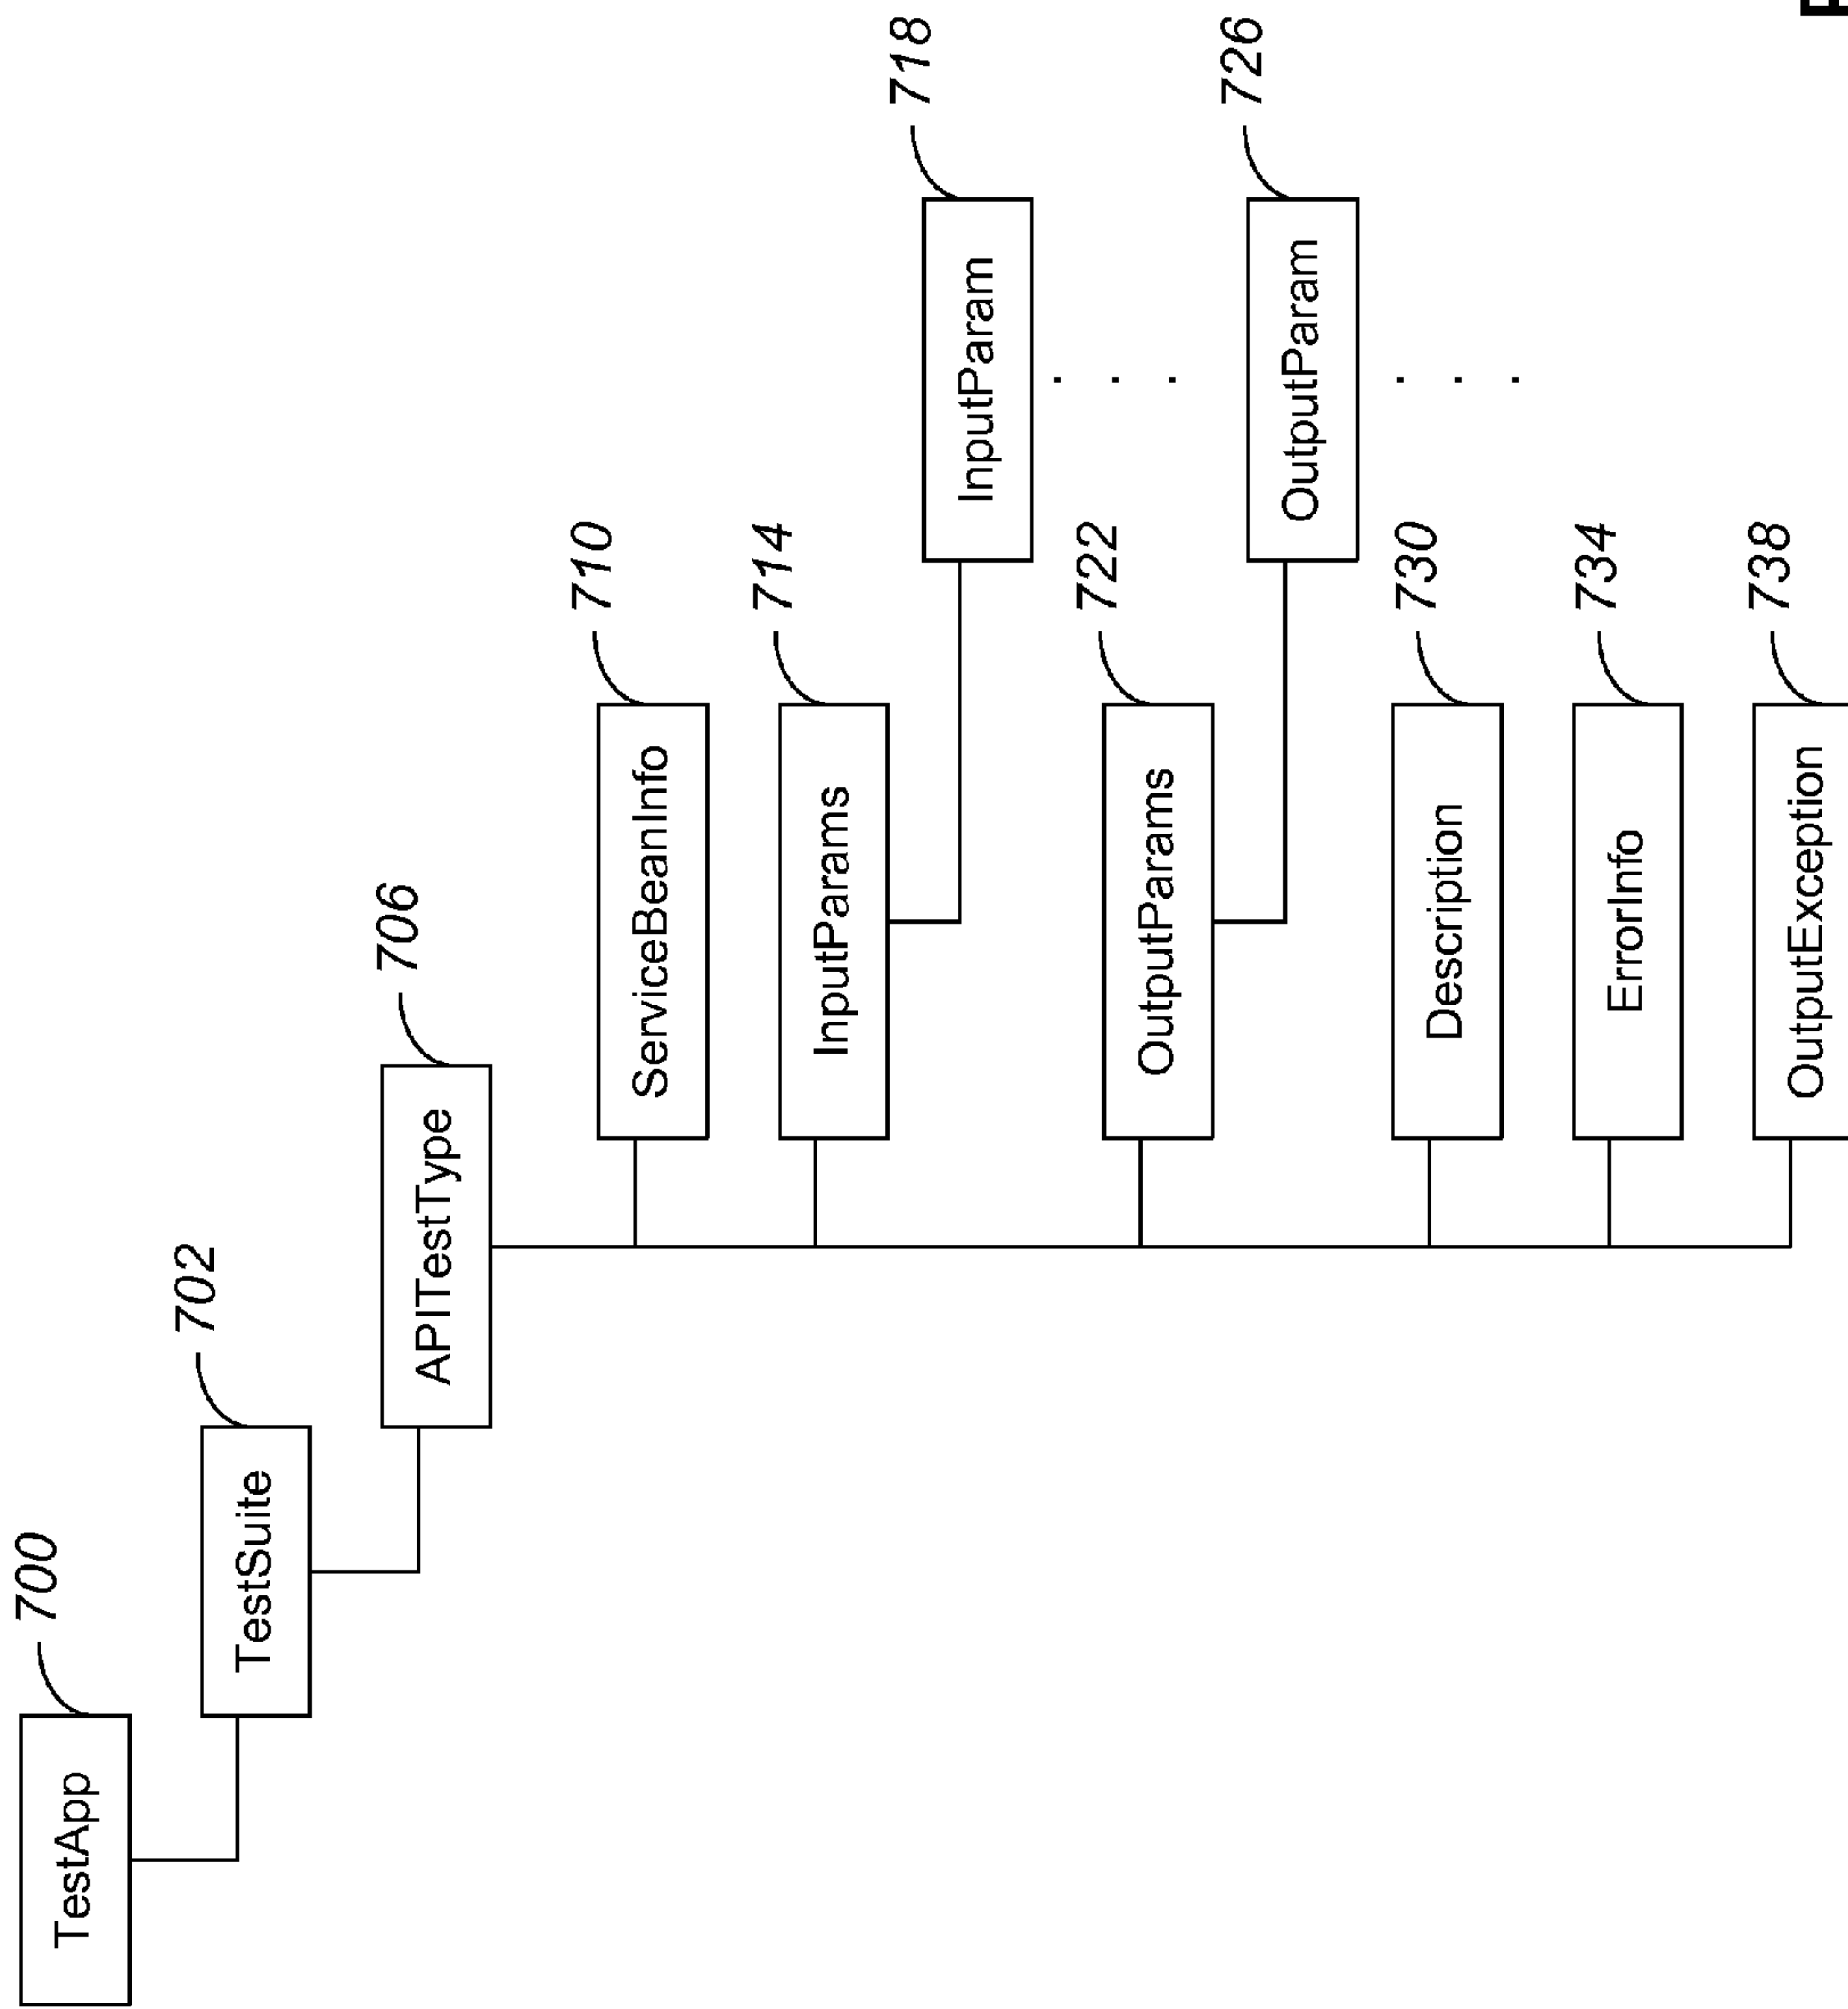 700
TestApp
702
TestSuite
706
APITestType
710
ServiceBeanInfo
714
InputParams
718
InputParam
722
OutputParams
726
OutputParam
730
Description
734
ErrorInfo
738
OutputException